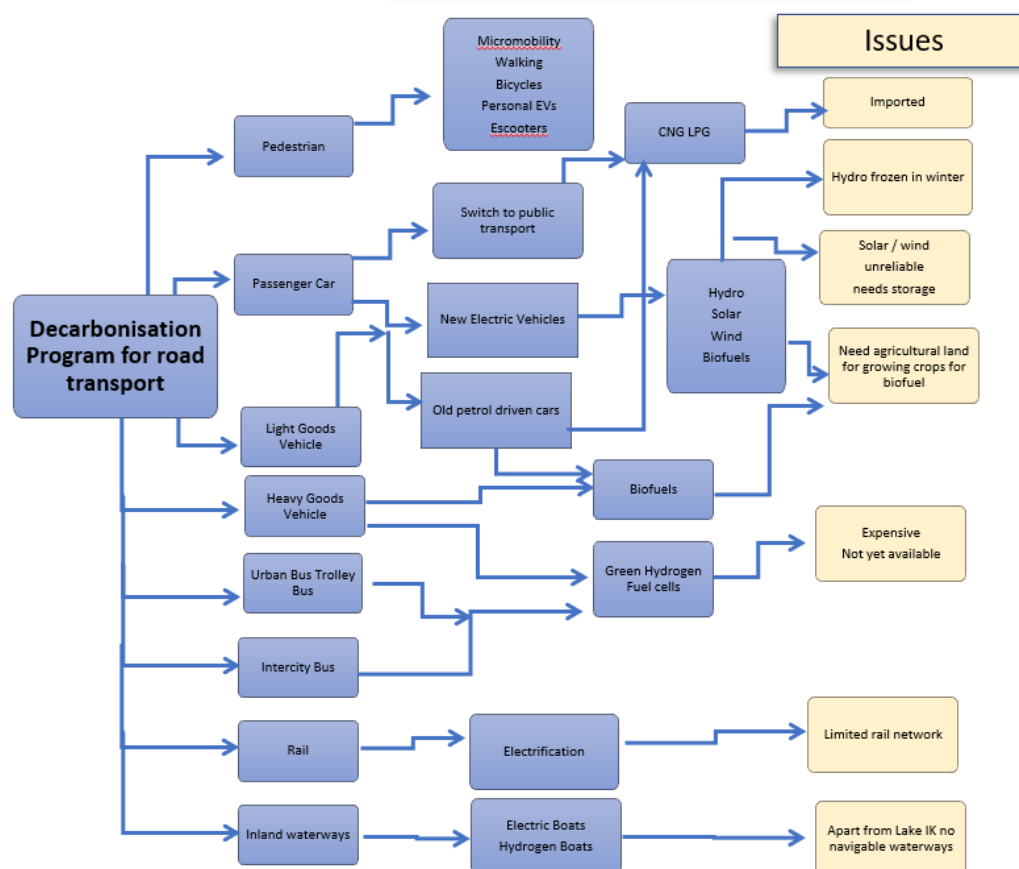 Issues
Micromobility
Walking
Bicycles
Personal EVs
Escooters
Imported
CNG LPG
Pedestrian
Hydro frozen in winter
Switch to public
transport
Solar / wind
unreliable
needs storage
Passenger Car
Hydro
Solar
Wind
Biofuels
New Electric Vehicles
Decarbonisation
Program for road
transport
Need agricultural land
for growing crops for
biofuel
Old petrol driven cars
Light Goods
Vehicle
Biofuels
Heavy Goods
Vehicle
Expensive
Not yet available
Green Hydrogen
Fuel cells
Urban Bus Trolley
Bus
Intercity Bus
Rail
Electrification
Limited rail network
Inland waterways
Electric Boats
Hydrogen Boats
Apart from Lake IK no
navigable waterways